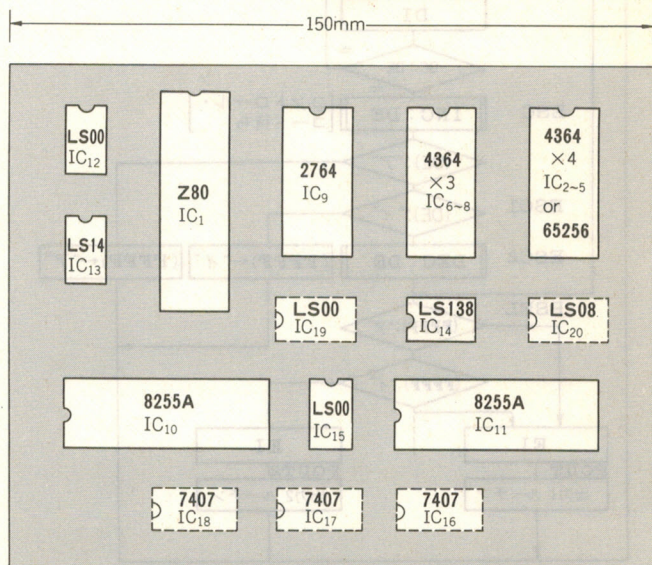 150mm
LS00
IC12
Z80
IC1
2764
IC9
4364
×3
IC6~8
4364
×4
IC2~5
or
65256
LS14
IC13
LS00
IC19
LS138
IC14
LS08
IC20
8255A
IC10
LS00
IC15
8255A
IC11
7407
IC18
7407
IC17
7407
IC16